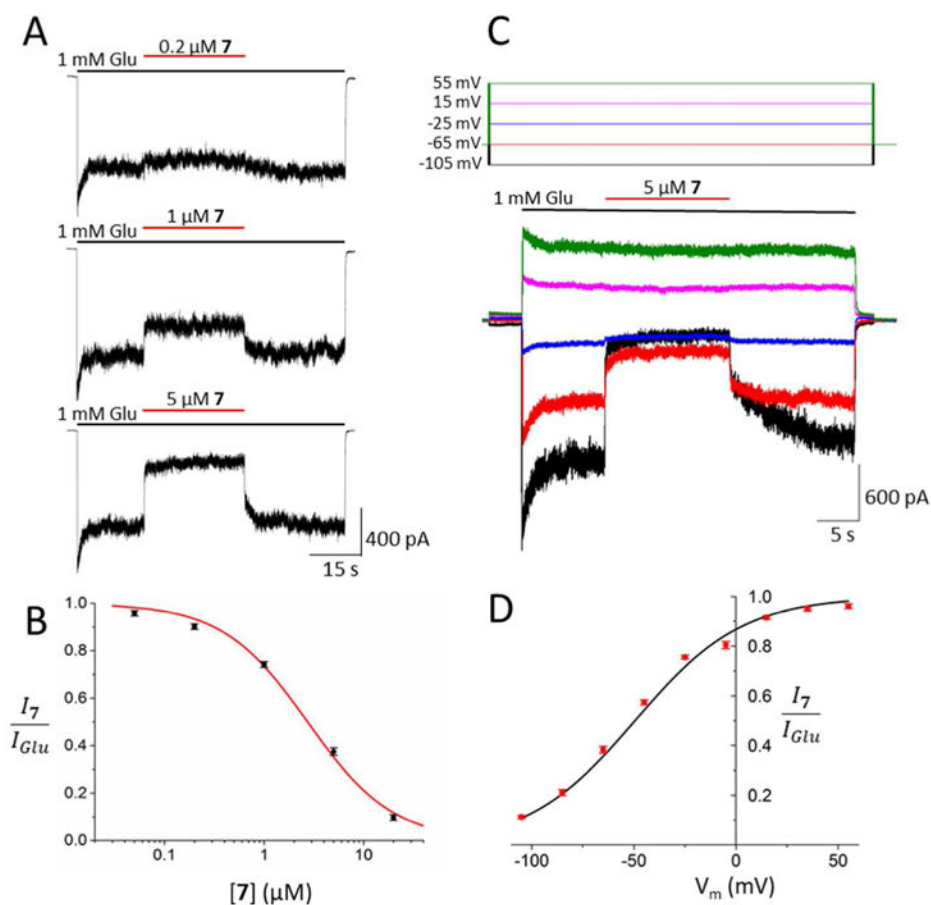 A
0.2 µM 7
1 mM Glu
1 µM 7
1 mM Glu
5 µM 7
1 mM Glu
400 pA
15 s
C
55 mV
15 mV
-25 mV
-65 mV
-105 mV
5 µM 7
1 mM Glu
600 pA
5 s
B
1.0
0.8
0.6
0.4
0.2
0.0
I7
IGlu
0.1
1
10
[7] (µM)
D
1.0
0.8
0.6
0.4
0.2
I7
IGlu
-100
-50
0
50
Vm (mV)